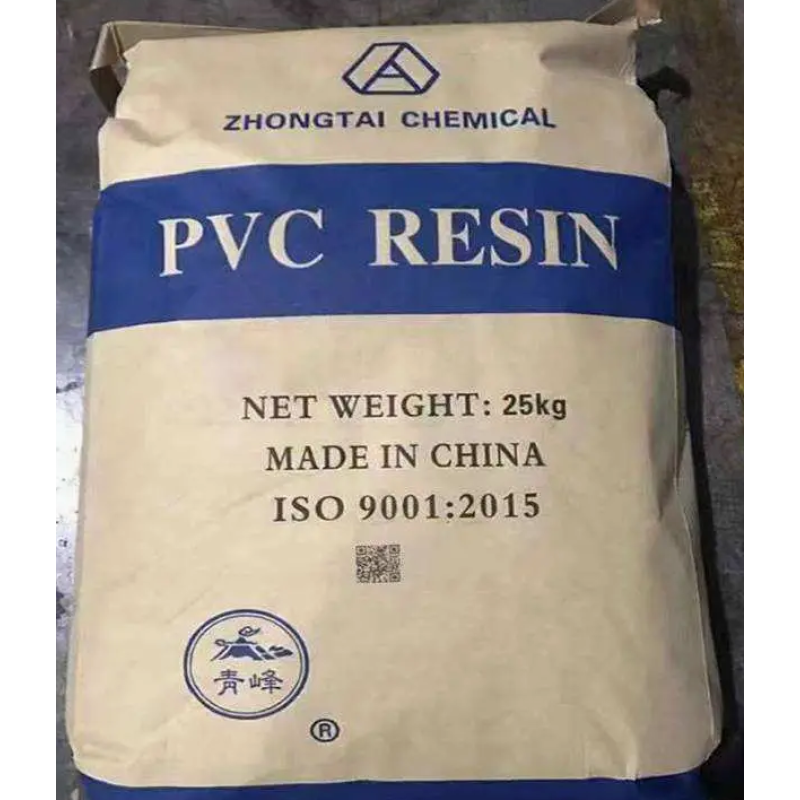 ZHONGTAI CHEMICAL
PVC RESIN
NET WEIGHT: 25kg
MADE IN CHINA
ISO 9001:2015
青峰
®